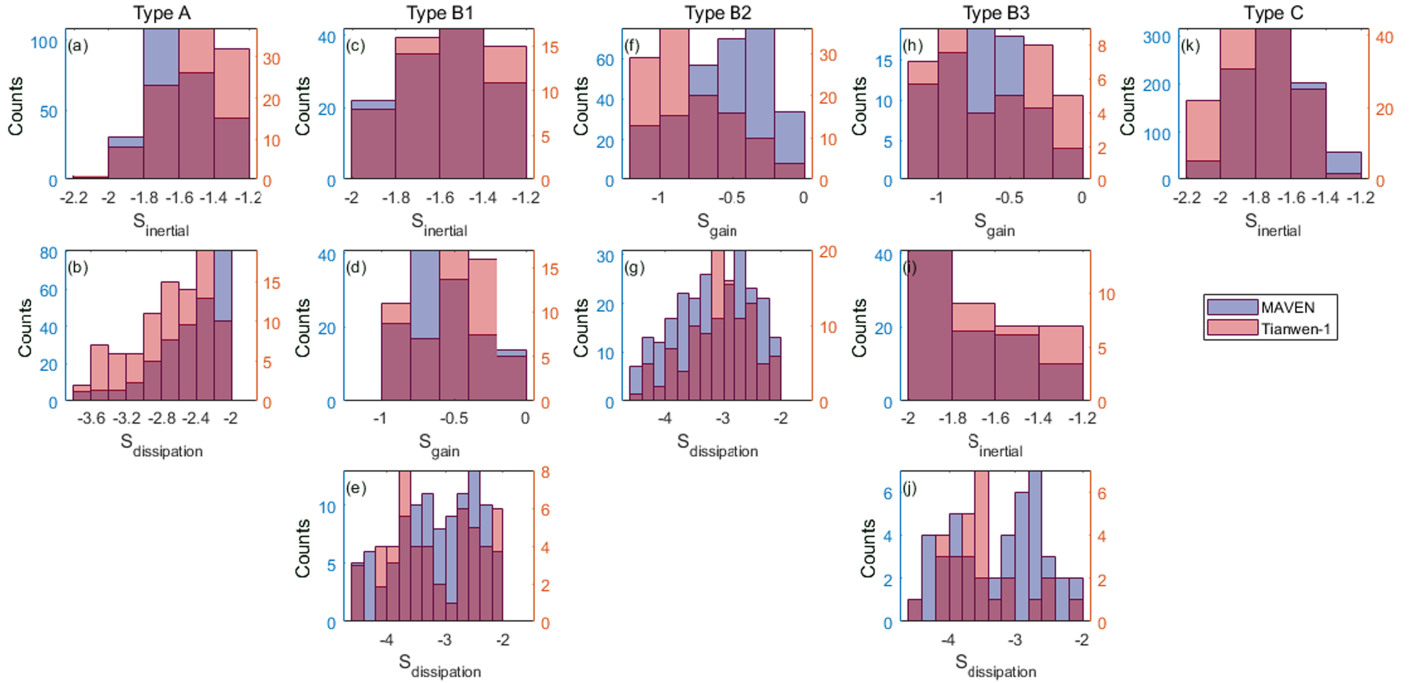 Type A
Type B1
Type B2
Type B3
Type C
(a)
100
50
0
30
20
10
0
-2.2 -2 -1.8 -1.6 -1.4 -1.2
Counts
S_inertial
(c)
40
20
0
15
10
5
0
-2 -1.8 -1.6 -1.4 -1.2
Counts
S_inertial
(f)
60
40
20
0
30
20
10
0
-1 -0.5 0
Counts
S_gain
(h)
15
10
5
0
8
6
4
2
0
-1 -0.5 0
Counts
S_gain
(k)
300
200
100
0
40
20
0
-2.2 -2 -1.8 -1.6 -1.4 -1.2
Counts
S_inertial
(b)
80
60
40
20
0
15
10
5
0
-3.6 -3.2 -2.8 -2.4 -2
Counts
S_dissipation
(d)
40
20
0
15
10
5
0
-1 -0.5 0
Counts
S_gain
(g)
30
20
10
0
20
10
0
-4 -3 -2
Counts
S_dissipation
(i)
40
20
0
10
5
0
-2 -1.8 -1.6 -1.4 -1.2
Counts
S_inertial
MAVEN
Tianwen-1
(e)
10
5
0
8
6
4
2
0
-4 -2
Counts
S_dissipation
(j)
6
4
2
0
6
4
2
0
-4 -3 -2
Counts
S_dissipation